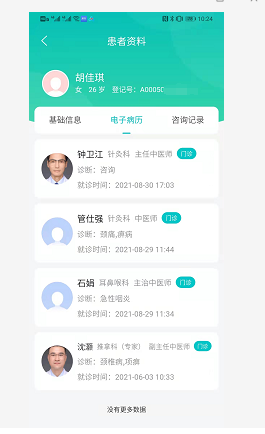 10:24
患者资料
胡佳琪
女 26 岁 登记号：A0005C
基础信息 电子病历 咨询记录
钟卫江 针灸科 主任中医师 门诊
诊断：咨询
就诊时间：2021-08-30 17:03
管仕强 针灸科 中医师 门诊
诊断：颈痛,痹病
就诊时间：2021-08-29 11:44
石娟 耳鼻喉科 主治中医师 门诊
诊断：急性咽炎
就诊时间：2021-08-29 11:34
沈灏 推拿科（专家） 副主任中医师 门诊
诊断：颈椎病,项痹
就诊时间：2021-06-03 10:33
没有更多数据